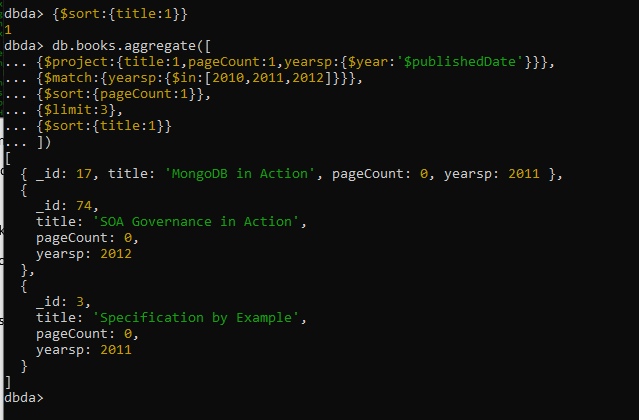 dbda> {$sort:{title:1}}
1
dbda> db.books.aggregate([
... {$project:{title:1,pageCount:1,yearsp:{$year:'$publishedDate'}}},
... {$match:{yearsp:{$in:[2010,2011,2012]}}},
... {$sort:{pageCount:1}},
... {$limit:3},
... {$sort:{title:1}}
... ])
[
  { _id: 17, title: 'MongoDB in Action', pageCount: 0, yearsp: 2011 },
  {
    _id: 74,
    title: 'SOA Governance in Action',
    pageCount: 0,
    yearsp: 2012
  },
  {
    _id: 3,
    title: 'Specification by Example',
    pageCount: 0,
    yearsp: 2011
  }
]
dbda>